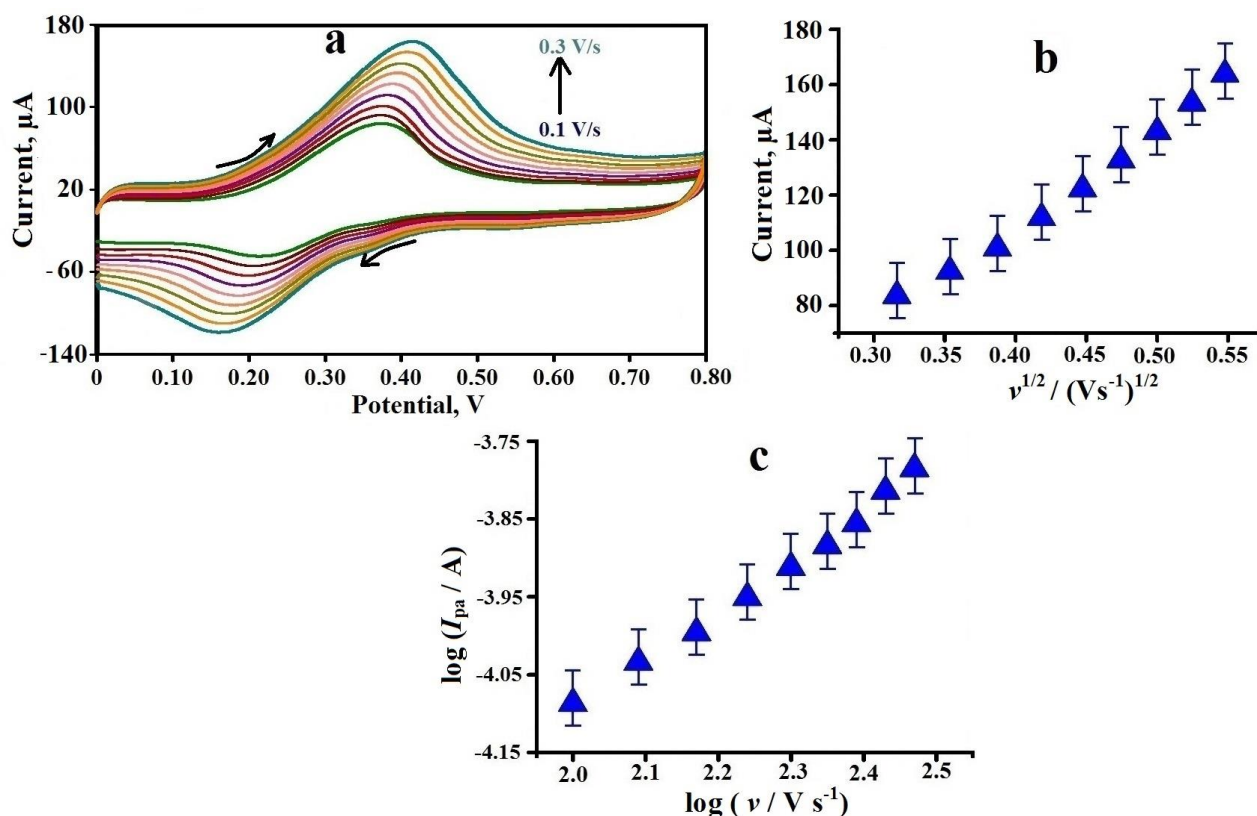 a
180
100
20
-60
-140
Current, µA
0.3 V/s
0.1 V/s
0 0.10 0.20 0.30 0.40 0.50 0.60 0.70 0.80
Potential, V
b
180
160
140
120
100
80
Current, µA
0.30 0.35 0.40 0.45 0.50 0.55
v^1/2 / (Vs^-1)^1/2
c
-3.75
-3.85
-3.95
-4.05
-4.15
log (I_pa / A)
2.0 2.1 2.2 2.3 2.4 2.5
log ( v / V s^-1)